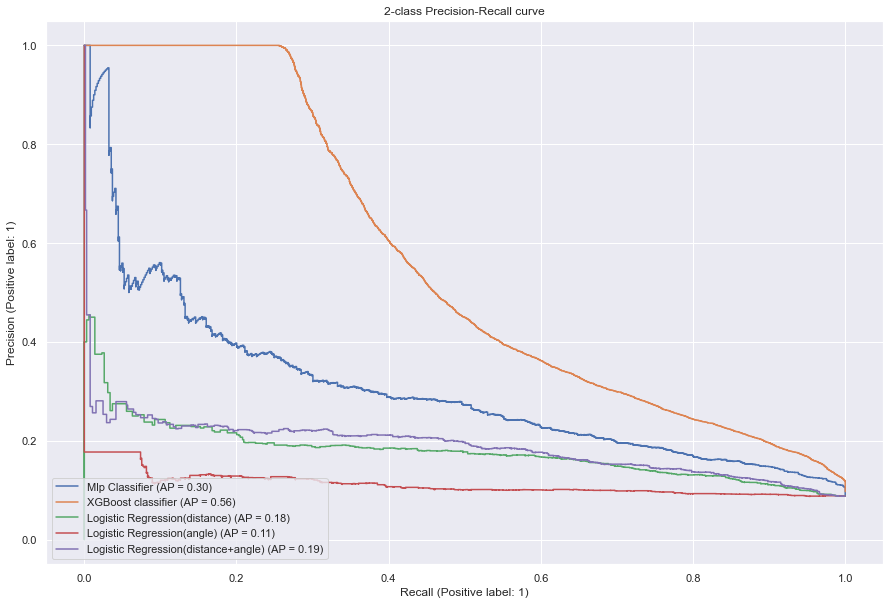 2-class Precision-Recall curve
1.0
0.8
0.6
0.4
0.2
0.0
Precision (Positive label: 1)
Mlp Classifier (AP = 0.30)
XGBoost classifier (AP = 0.56)
Logistic Regression(distance) (AP = 0.18)
Logistic Regression(angle) (AP = 0.11)
Logistic Regression(distance+angle) (AP = 0.19)
0.0 0.2 0.4 0.6 0.8 1.0
Recall (Positive label: 1)